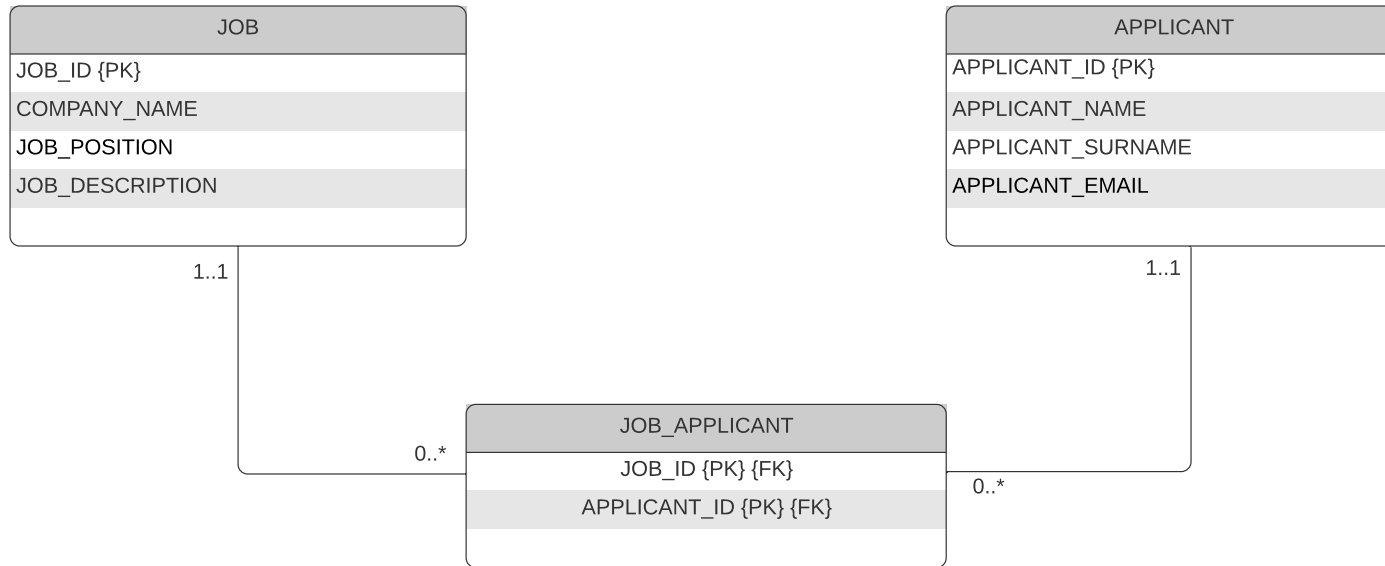 JOB
JOB_ID {PK}
COMPANY_NAME
JOB_POSITION
JOB_DESCRIPTION
1..1
0..*
APPLICANT
APPLICANT_ID {PK}
APPLICANT_NAME
APPLICANT_SURNAME
APPLICANT_EMAIL
1..1
0..*
JOB_APPLICANT
JOB_ID {PK} {FK}
APPLICANT_ID {PK} {FK}